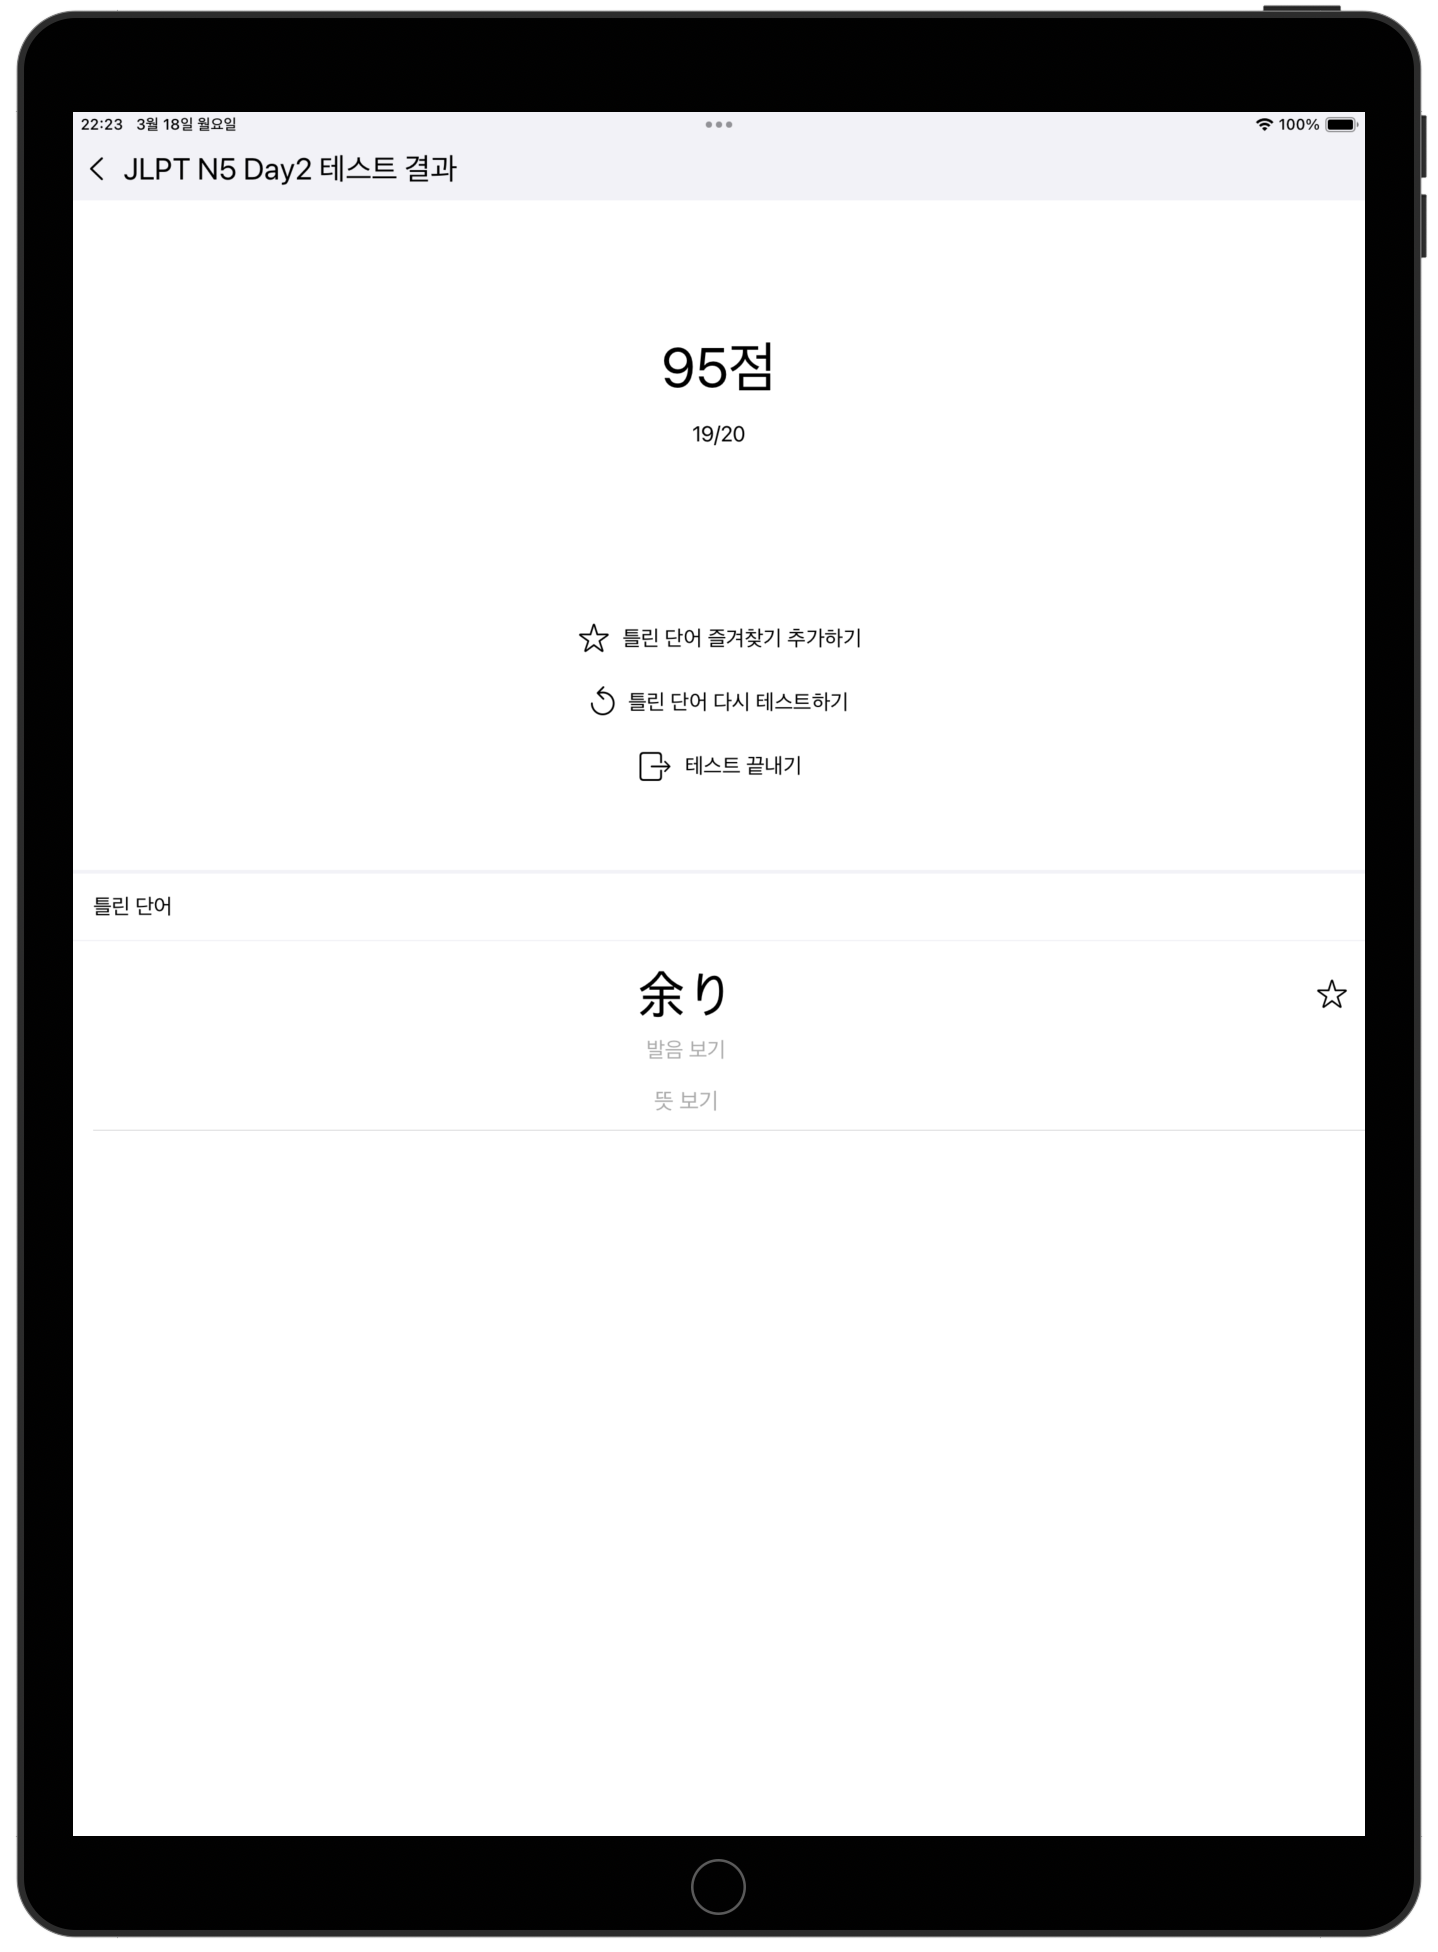 22:23 3월 18일 월요일 100%
JLPT N5 Day2 테스트 결과
95점
19/20
틀린 단어 즐겨찾기 추가하기
틀린 단어 다시 테스트하기
테스트 끝내기
틀린 단어
余り
발음 보기
뜻 보기